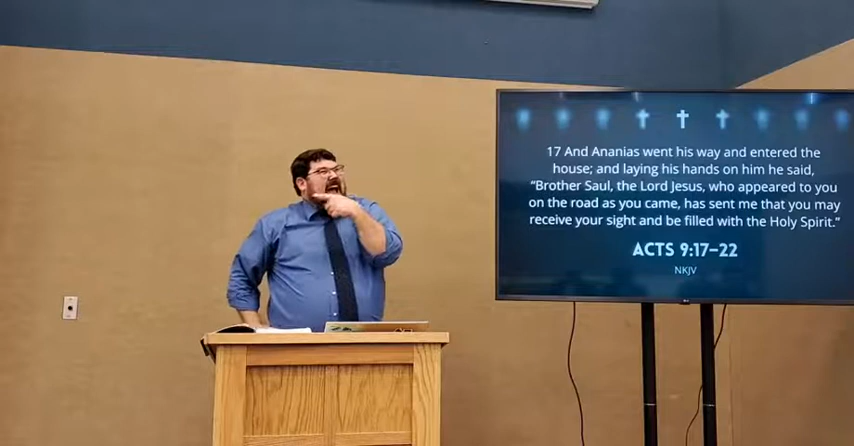 17 And Ananias went his way and entered the
house; and laying his hands on him he said,
“Brother Saul, the Lord Jesus, who appeared to you
on the road as you came, has sent me that you may
receive your sight and be filled with the Holy Spirit.”
ACTS 9:17–22
NKJV
LG